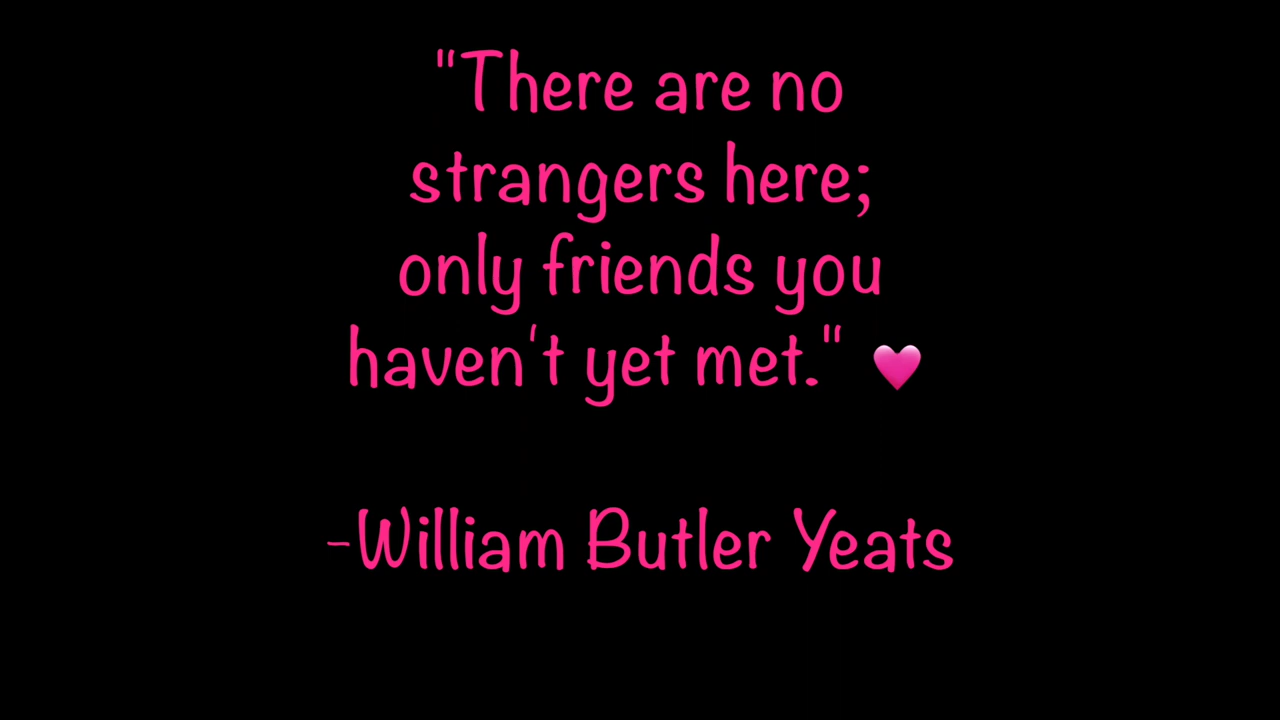 "There are no
strangers here;
only friends you
haven't yet met." 💗
-William Butler Yeats